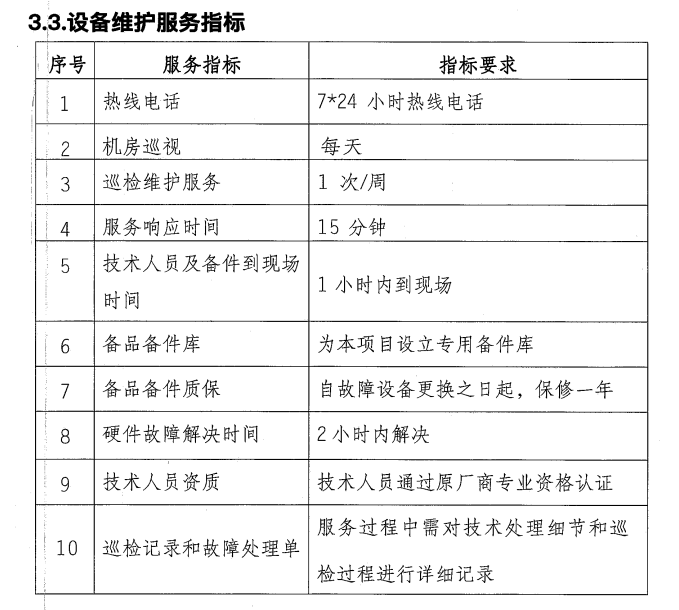 3.3.设备维护服务指标
序号 服务指标 指标要求
1 热线电话 7*24 小时热线电话
2 机房巡视 每天
3 巡检维护服务 1 次/周
4 服务响应时间 15 分钟
5 技术人员及备件到现场
时间 1 小时内到现场
6 备品备件库 为本项目设立专用备件库
7 备品备件质保 自故障设备更换之日起，保修一年
8 硬件故障解决时间 2 小时内解决
9 技术人员资质 技术人员通过原厂商专业资格认证
10 巡检记录和故障处理单 服务过程中需对技术处理细节和巡
检过程进行详细记录